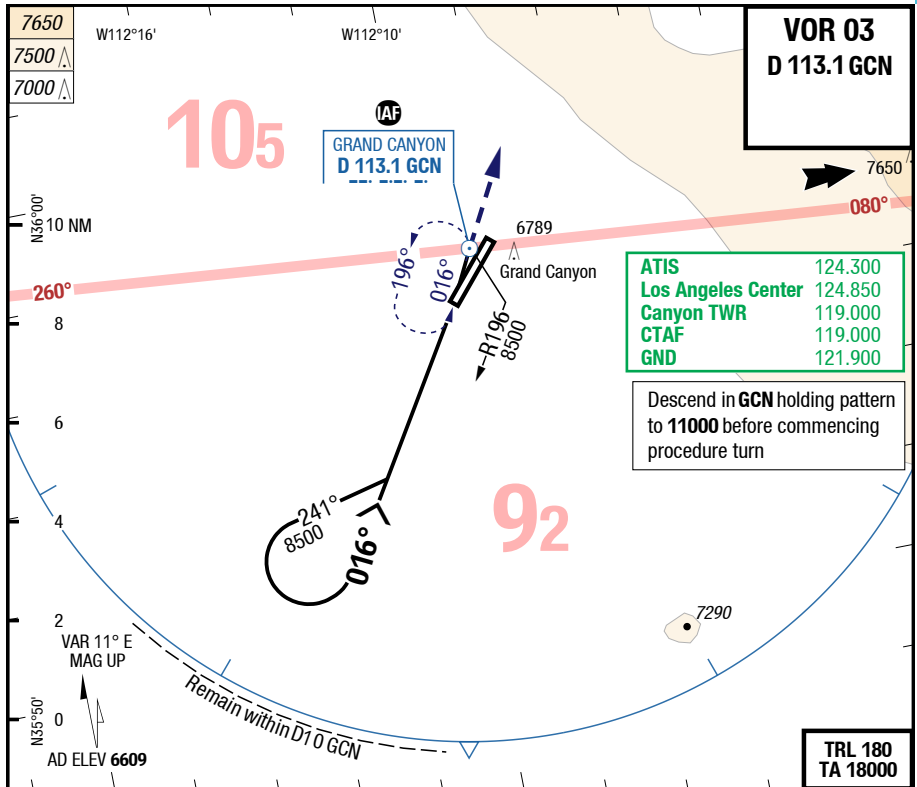 7650
7500
7000
W112°16'
W112°10'
VOR 03
D 113.1 GCN
IAF
GRAND CANYON
D 113.1 GCN
105
7650
080°
N36°00'
10 NM
6789
Grand Canyon
196°
016°
260°
R196
8500
ATIS 124.300
Los Angeles Center 124.850
Canyon TWR 119.000
CTAF 119.000
GND 121.900
8
6
Descend in GCN holding pattern
to 11000 before commencing
procedure turn
4
241°
8500
016°
92
2
7290
VAR 11° E
MAG UP
Remain within D10 GCN
N35°50'
0
AD ELEV 6609
TRL 180
TA 18000